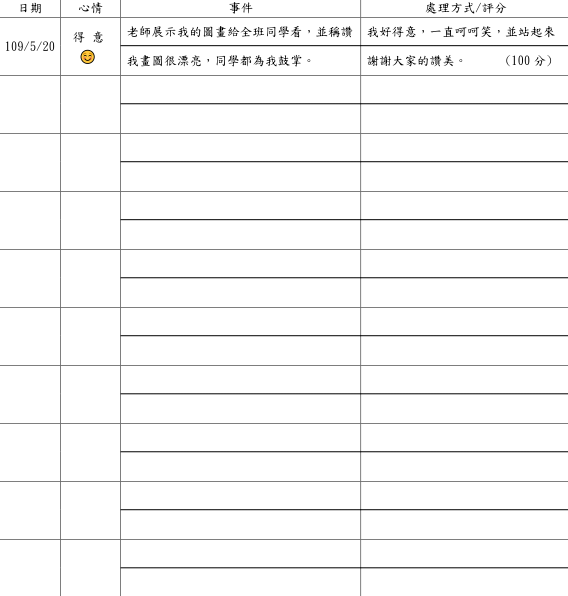 日期 心情 事件 處理方式/評分
109/5/20 得 意 老師展示我的圖畫給全班同學看，並稱讚 我好得意，一直呵呵笑，並站起來
我畫圖很漂亮，同學都為我鼓掌。 謝謝大家的讚美。 (100 分)